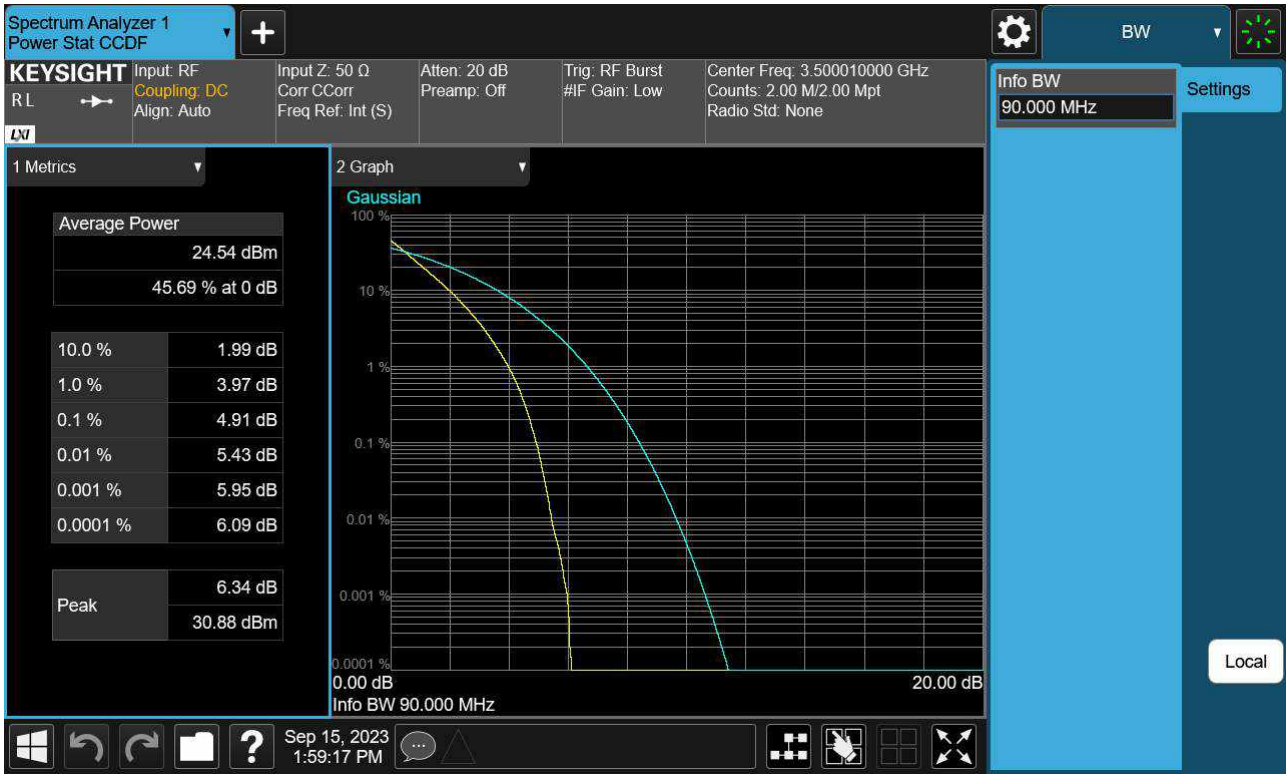 Spectrum Analyzer 1
Power Stat CCDF
+
BW
KEYSIGHT
RL
LXI
Input: RF
Coupling: DC
Align: Auto
Input Z: 50 Ω
Corr CCorr
Freq Ref: Int (S)
Atten: 20 dB
Preamp: Off
Trig: RF Burst
#IF Gain: Low
Center Freq: 3.500010000 GHz
Counts: 2.00 M/2.00 Mpt
Radio Std: None
Info BW
90.000 MHz
Settings
1 Metrics
Average Power
24.54 dBm
45.69 % at 0 dB
10.0 % 1.99 dB
1.0 % 3.97 dB
0.1 % 4.91 dB
0.01 % 5.43 dB
0.001 % 5.95 dB
0.0001 % 6.09 dB
Peak
6.34 dB
30.88 dBm
2 Graph
Gaussian
100 %
10 %
1 %
0.1 %
0.01 %
0.001 %
0.0001 %
0.00 dB 20.00 dB
Info BW 90.000 MHz
Local
?
Sep 15, 2023
1:59:17 PM